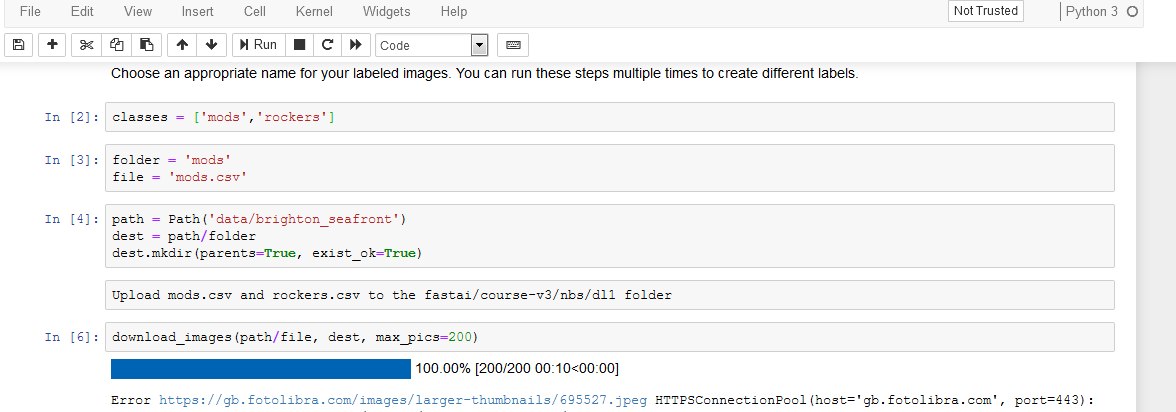 File Edit View Insert Cell Kernel Widgets Help Not Trusted Python 3
Run Code
Choose an appropriate name for your labeled images. You can run these steps multiple times to create different labels.
In [2]: classes = ['mods','rockers']
In [3]: folder = 'mods'
file = 'mods.csv'
In [4]: path = Path('data/brighton_seafront')
dest = path/folder
dest.mkdir(parents=True, exist_ok=True)
Upload mods.csv and rockers.csv to the fastai/course-v3/nbs/dl1 folder
In [6]: download_images(path/file, dest, max_pics=200)
100.00% [200/200 00:10<00:00]
Error https://gb.fotolibra.com/images/larger-thumbnails/695527.jpeg HTTPSConnectionPool(host='gb.fotolibra.com', port=443):